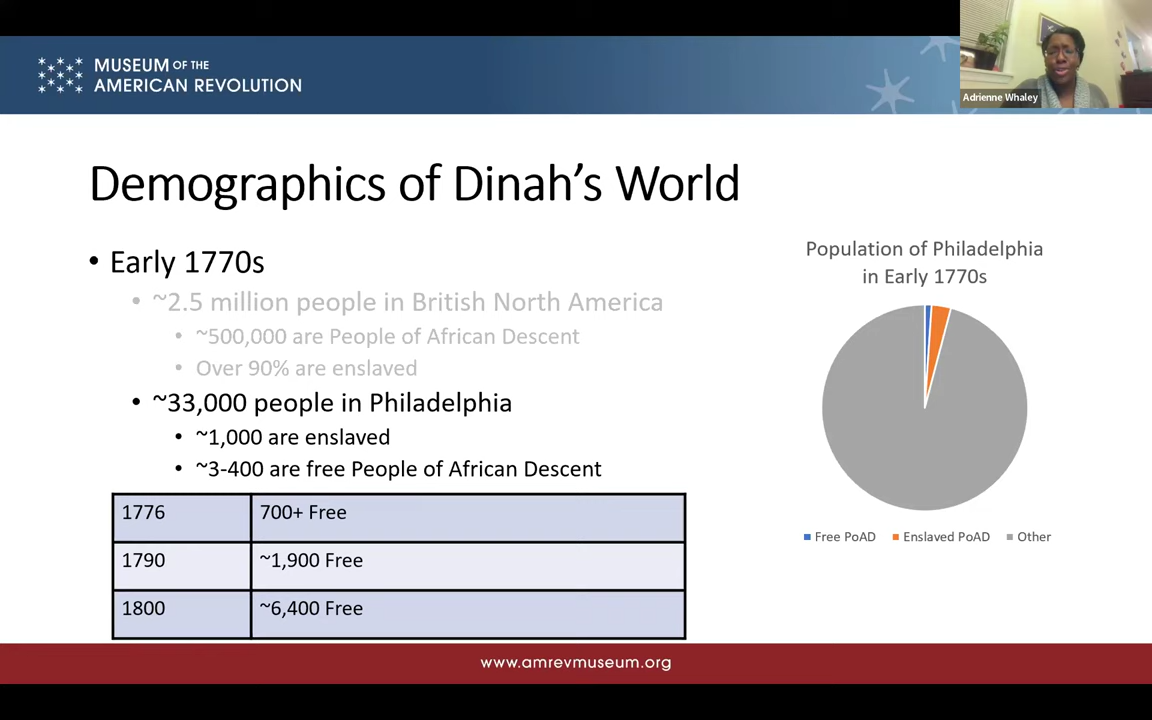 MUSEUM OF THE
AMERICAN REVOLUTION
Adrienne Whaley
Demographics of Dinah's World
• Early 1770s
• ~2.5 million people in British North America
• ~500,000 are People of African Descent
• Over 90% are enslaved
• ~33,000 people in Philadelphia
• ~1,000 are enslaved
• ~3-400 are free People of African Descent
1776 700+ Free
1790 ~1,900 Free
1800 ~6,400 Free
Population of Philadelphia
in Early 1770s
Free PoAD Enslaved PoAD Other
www.amrevmuseum.org